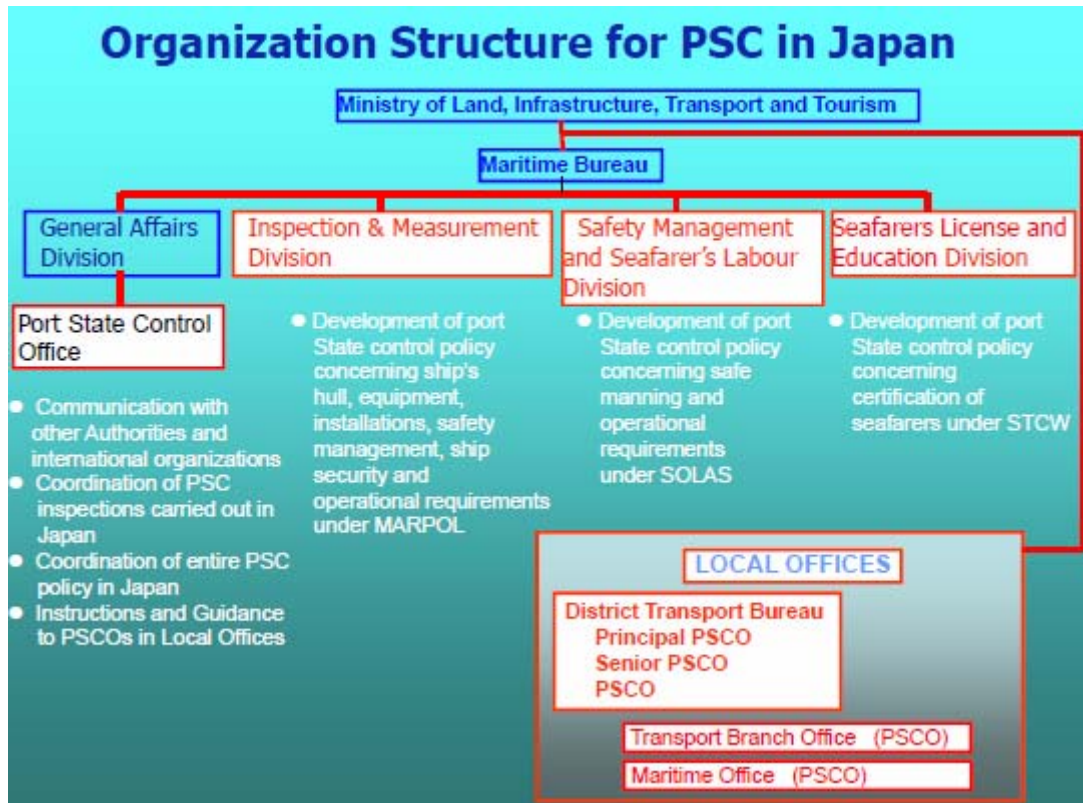 Organization Structure for PSC in Japan
Ministry of Land, Infrastructure, Transport and Tourism
Maritime Bureau
General Affairs
Division
Port State Control
Office
● Communication with
other Authorities and
international organizations
● Coordination of PSC
inspections carried out in
Japan
● Coordination of entire PSC
policy in Japan
● Instructions and Guidance
to PSCOs in Local Offices
Inspection & Measurement
Division
● Development of port
State control policy
concerning ship's
hull, equipment,
installations, safety
management, ship
security and
operational requirements
under MARPOL
Safety Management
and Seafarer's Labour
Division
● Development of port
State control policy
concerning safe
manning and
operational
requirements
under SOLAS
Seafarers License and
Education Division
● Development of port
State control policy
concerning
certification of
seafarers under STCW
LOCAL OFFICES
District Transport Bureau
Principal PSCO
Senior PSCO
PSCO
Transport Branch Office (PSCO)
Maritime Office (PSCO)